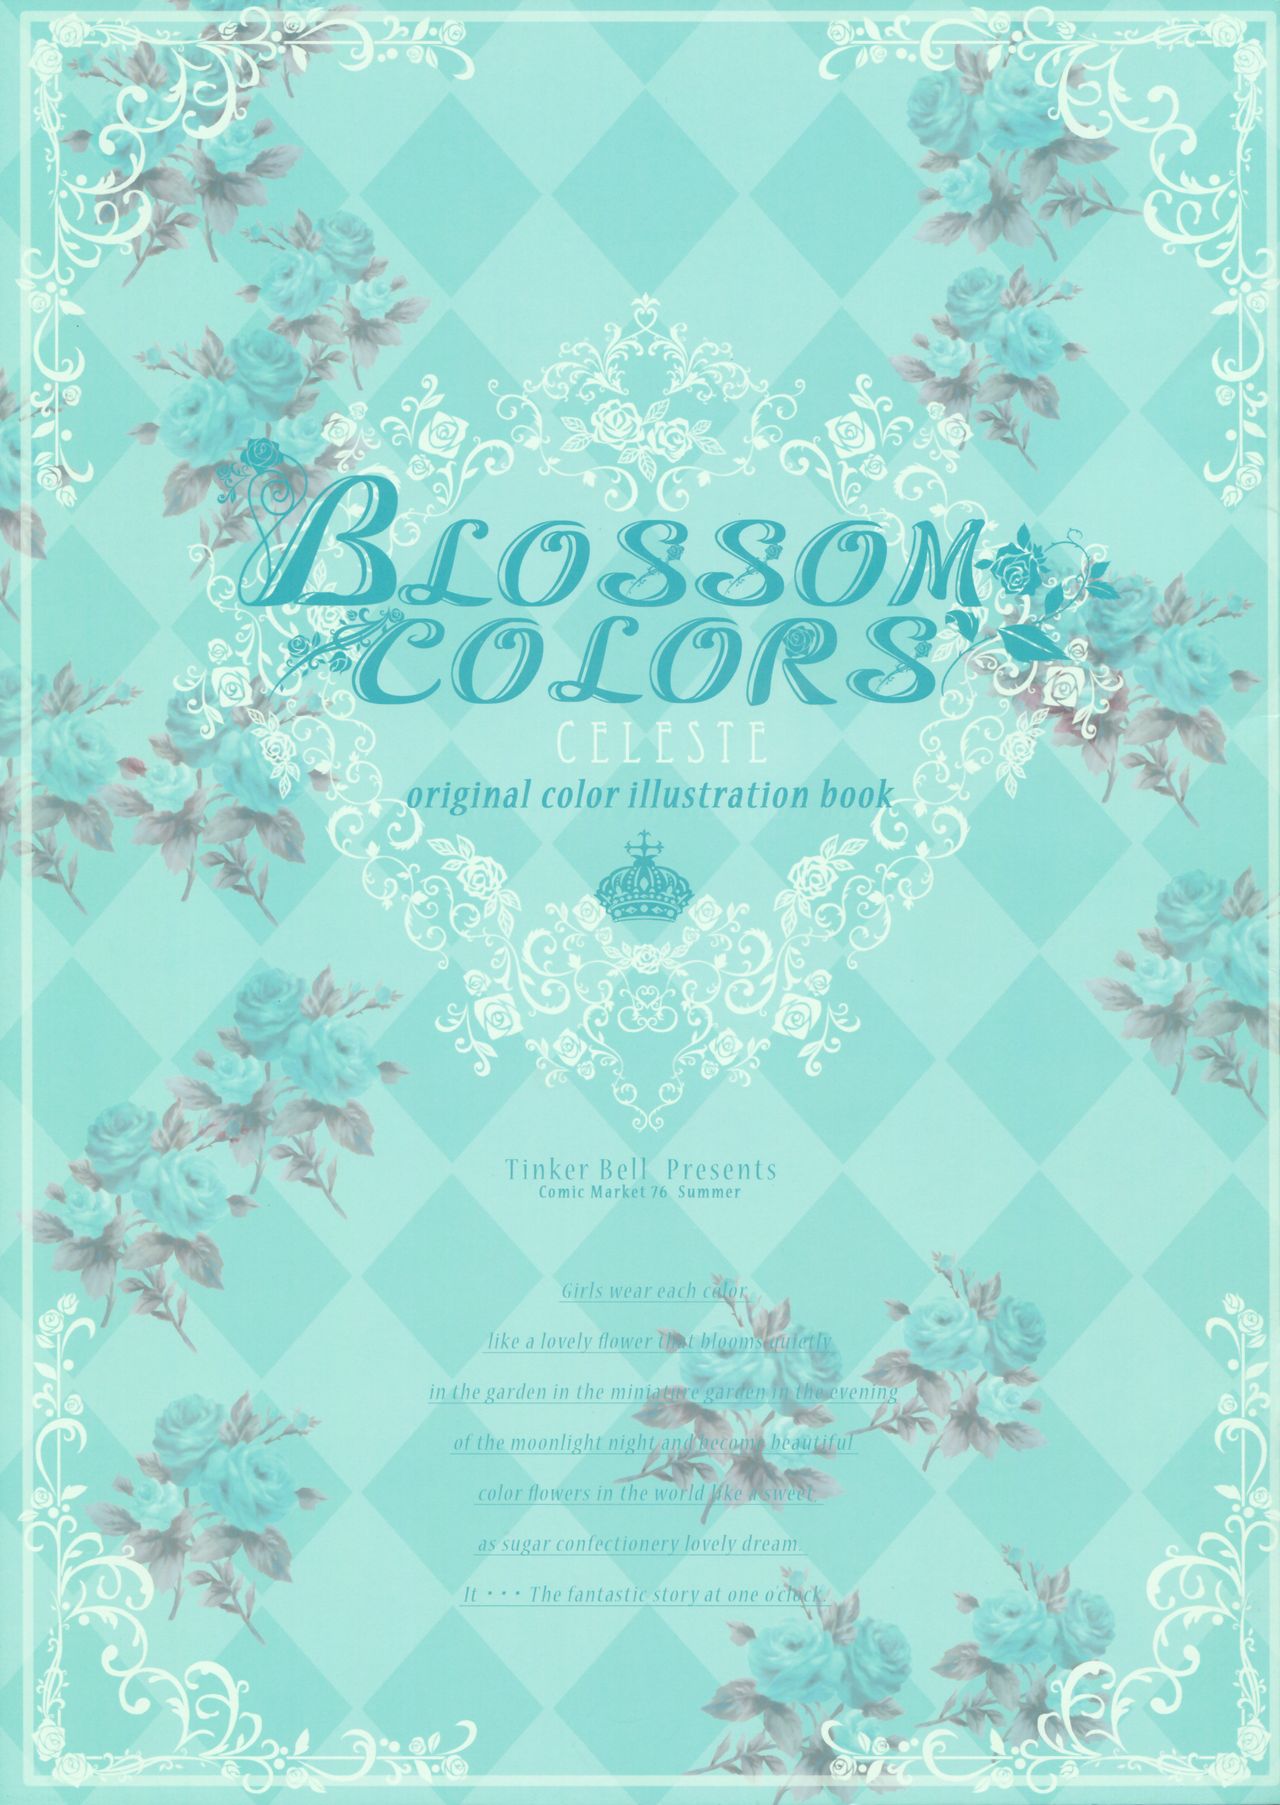 BLOSSOM
COLORS
CELESTE
original color illustration book
Tinker Bell Presents
Comic Market 76 Summer
Girls wear each color
like a lovely flower that blooms quietly
in the garden in the miniature garden in the evening
of the moonlight night and become beautiful
color flowers in the world like a sweet
as sugar confectionery lovely dream.
It ・・・ The fantastic story at one o'clock.